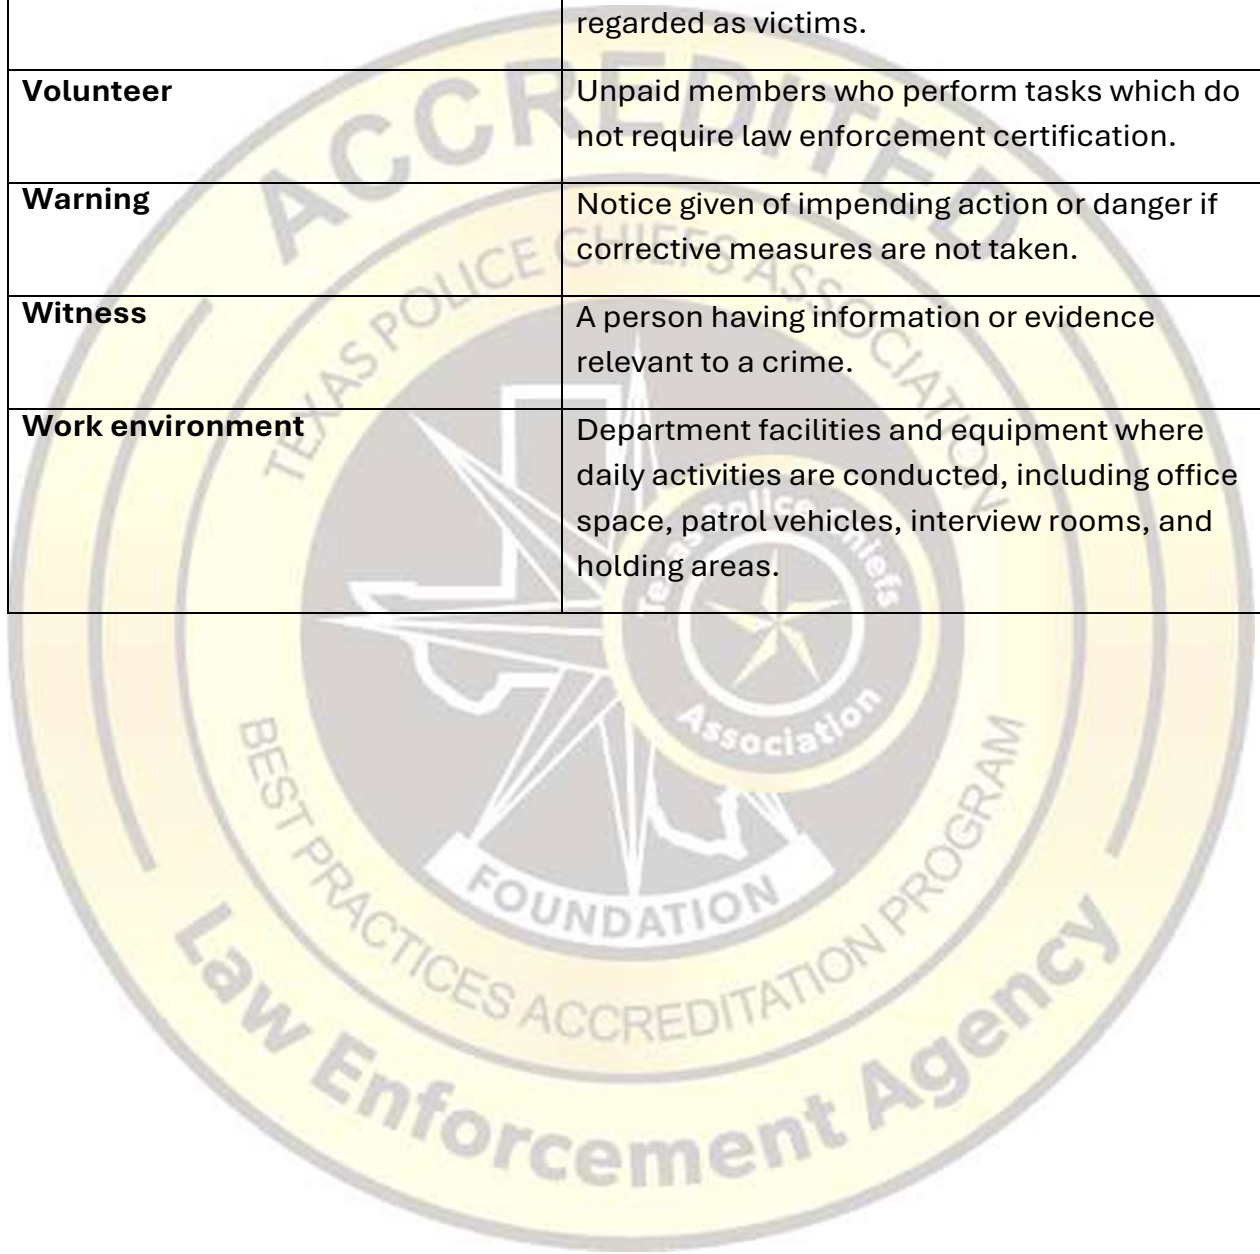 regarded as victims.
Volunteer
Unpaid members who perform tasks which do
not require law enforcement certification.
Warning
Notice given of impending action or danger if
corrective measures are not taken.
Witness
A person having information or evidence
relevant to a crime.
Work environment
Department facilities and equipment where
daily activities are conducted, including office
space, patrol vehicles, interview rooms, and
holding areas.
ACCREDITED
TEXAS POLICE CHIEFS ASSOCIATION
Texas Police Chiefs
Association
FOUNDATION
BEST PRACTICES ACCREDITATION PROGRAM
Law Enforcement Agency